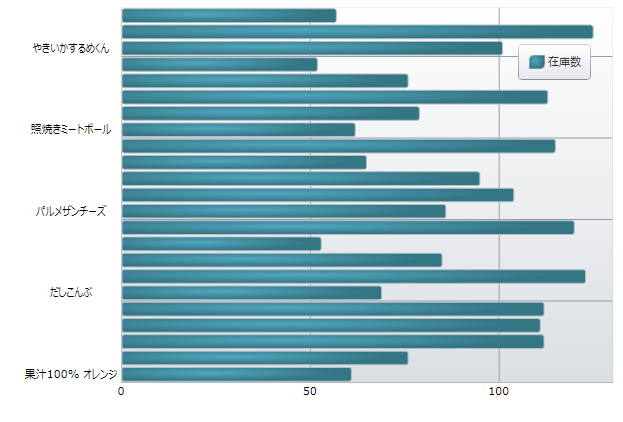 やきいかするめくん
在庫数
照焼きミートボール
パルメザンチーズ
だしこんぶ
果汁100% オレンジ
0 50 100